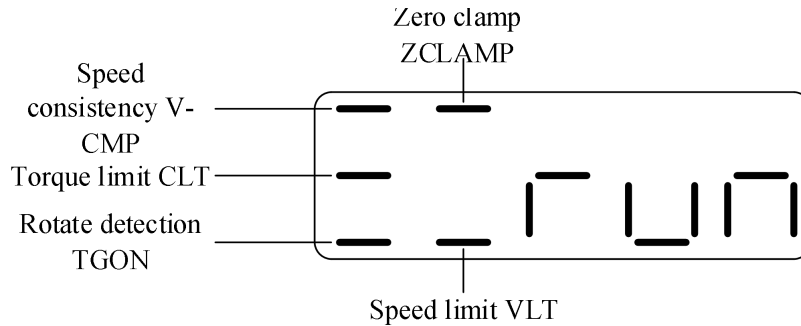 Zero clamp
ZCLAMP
Speed
consistency V-
CMP
Torque limit CLT
Rotate detection
TGON
run
Speed limit VLT